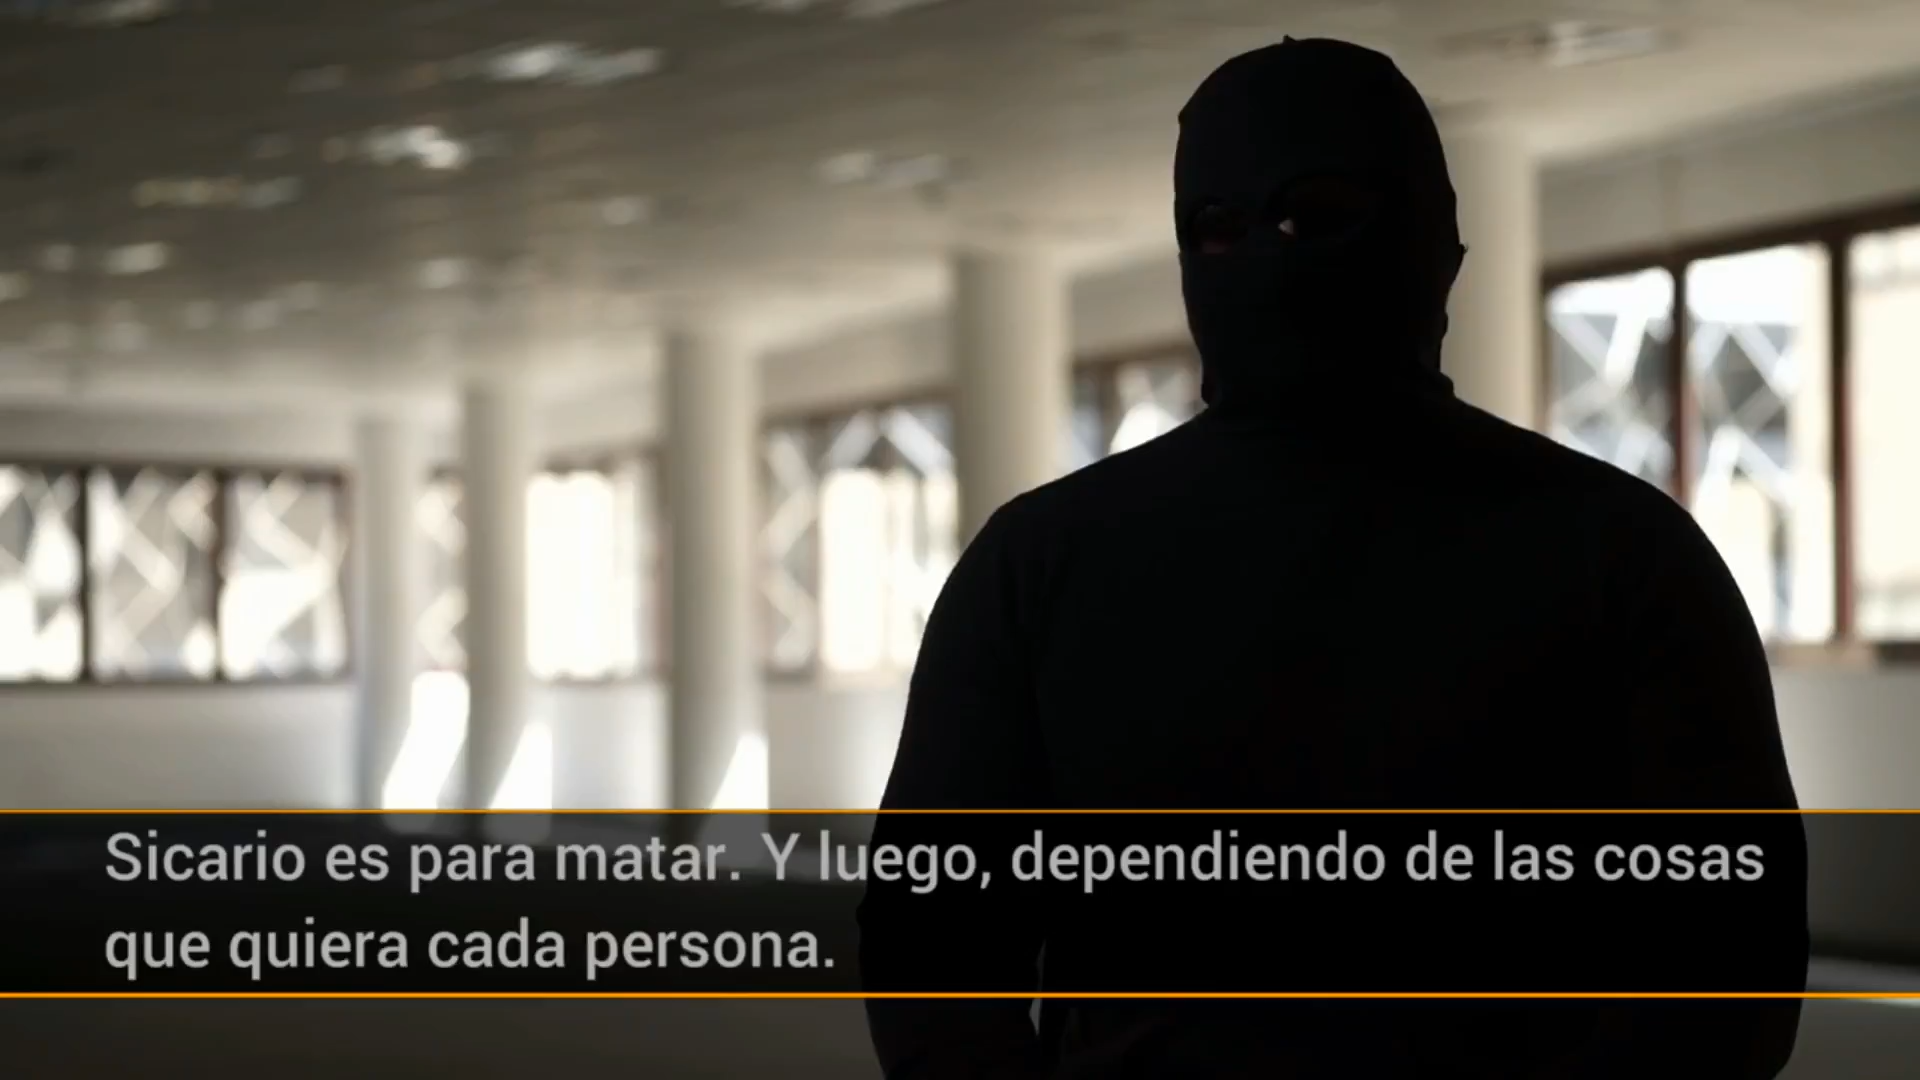 Sicario es para matar. Y luego, dependiendo de las cosas
que quiera cada persona.